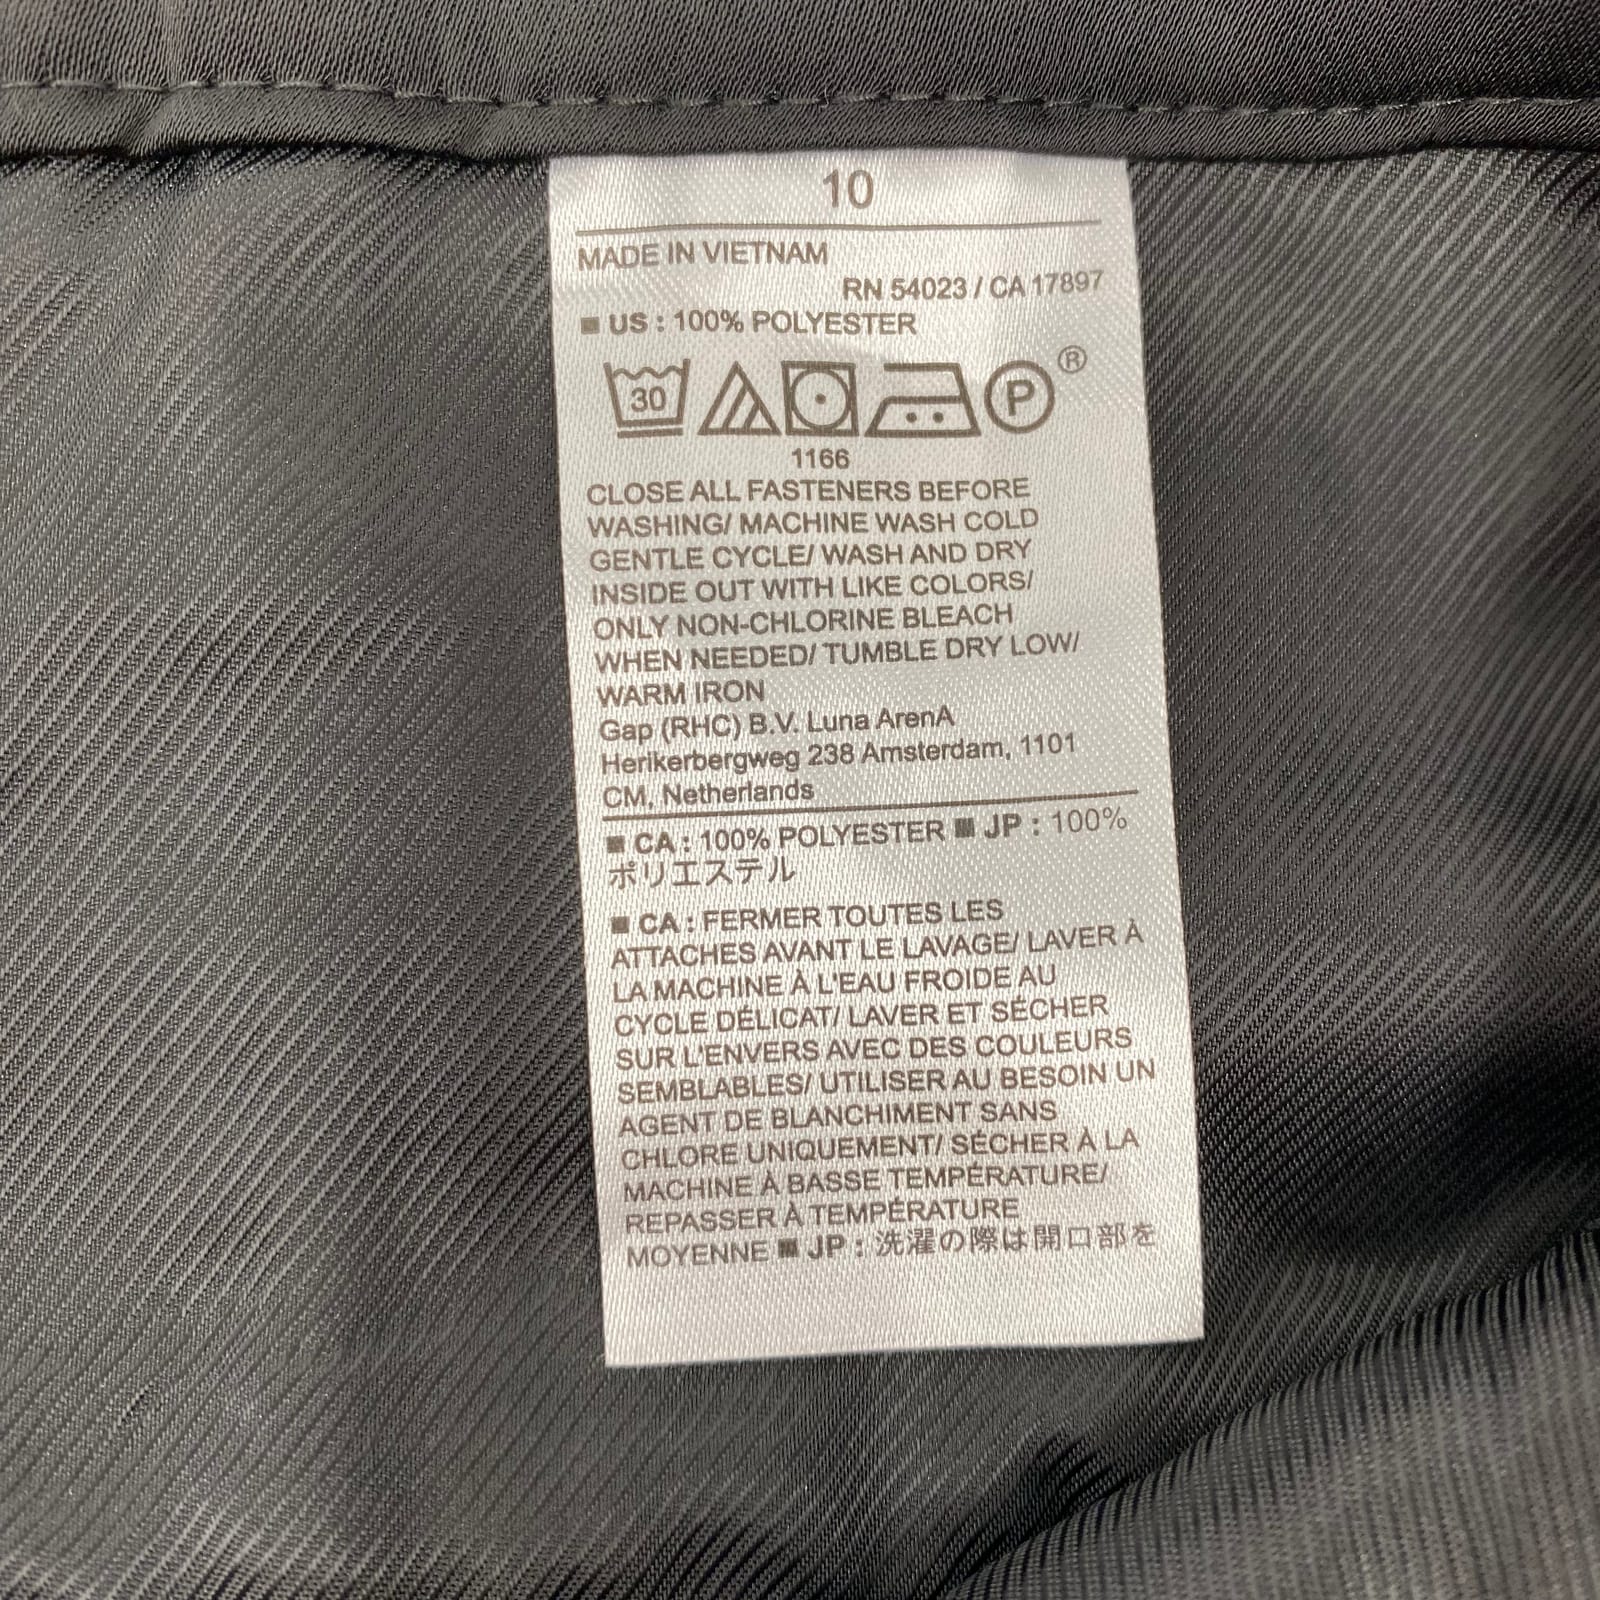 10
MADE IN VIETNAM
RN 54023 / CA 17897
■ US : 100% POLYESTER
30 P ®
1166
CLOSE ALL FASTENERS BEFORE
WASHING/ MACHINE WASH COLD
GENTLE CYCLE/ WASH AND DRY
INSIDE OUT WITH LIKE COLORS/
ONLY NON-CHLORINE BLEACH
WHEN NEEDED/ TUMBLE DRY LOW/
WARM IRON
Gap (RHC) B.V. Luna ArenA
Herikerbergweg 238 Amsterdam, 1101
CM, Netherlands
■ CA : 100% POLYESTER ■ JP : 100%
ポリエステル
■ CA : FERMER TOUTES LES
ATTACHES AVANT LE LAVAGE/ LAVER À
LA MACHINE À L'EAU FROIDE AU
CYCLE DÉLICAT/ LAVER ET SÉCHER
SUR L'ENVERS AVEC DES COULEURS
SEMBLABLES/ UTILISER AU BESOIN UN
AGENT DE BLANCHIMENT SANS
CHLORE UNIQUEMENT/ SÉCHER À LA
MACHINE À BASSE TEMPÉRATURE/
REPASSER À TEMPÉRATURE
MOYENNE ■ JP : 洗濯の際は開口部を